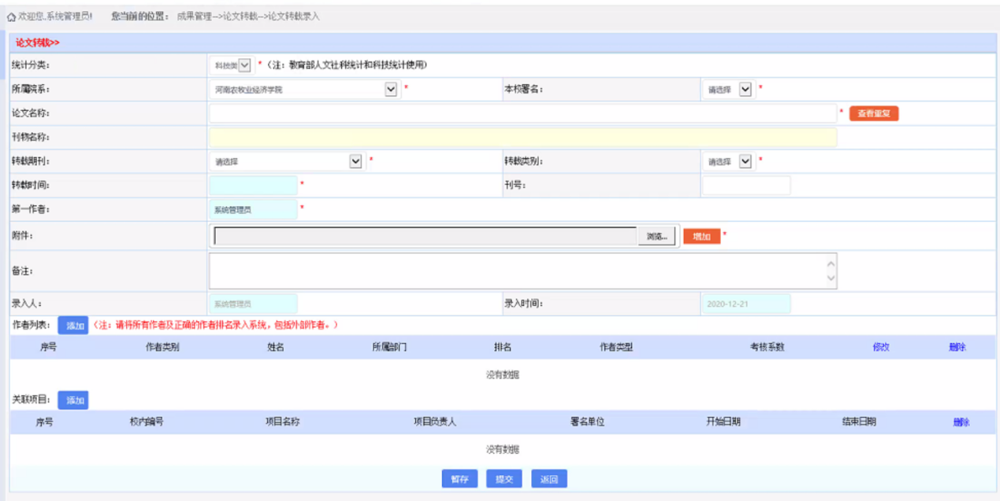 欢迎您,系统管理员! 您当前的位置: 成果管理-->论文转载-->论文转载录入
论文转载>>
统计分类: 科技类 * (注: 教育部人文社科统计和科技统计使用)
所属院系: 河南农牧业经济学院 * 本校署名: 请选择 *
论文名称: * 查看重复
刊物名称:
转载期刊: 请选择 * 转载类别: 请选择 *
转载时间: * 刊号:
第一作者: 系统管理员 *
附件: 浏览... 增加 *
备注:
录入人: 系统管理员 录入时间: 2020-12-21
作者列表: 添加 (注: 请将所有作者及正确的作者排名录入系统, 包括外部作者。)
序号 作者类别 姓名 所属部门 排名 作者类型 考核系数 修改 删除
没有数据
关联项目: 添加
序号 校内编号 项目名称 项目负责人 署名单位 开始日期 结束日期 删除
没有数据
暂存 提交 返回